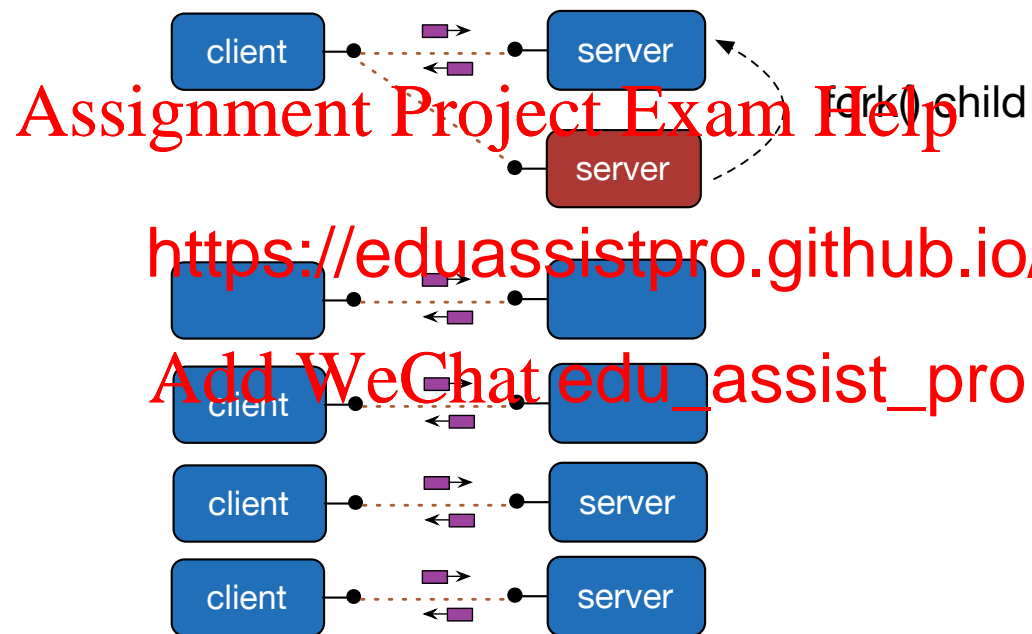 client server
Assignment Project Exam Help
fork() child
server
https://eduassistpro.github.io/
Add WeChat edu_assist_pro
client
client server
client server